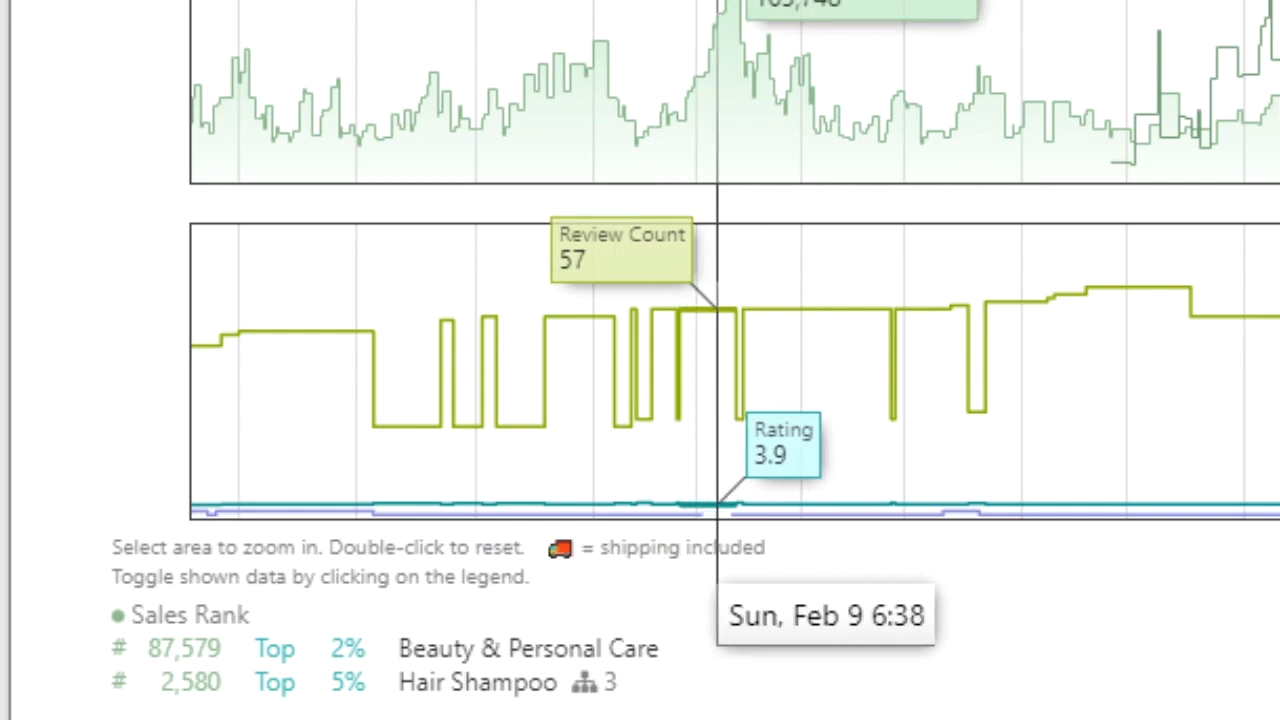 Review Count
57
Rating
3.9
Select area to zoom in. Double-click to reset. = shipping included
Toggle shown data by clicking on the legend.
Sun, Feb 9 6:38
Sales Rank
# 87,579 Top 2% Beauty & Personal Care
# 2,580 Top 5% Hair Shampoo 3